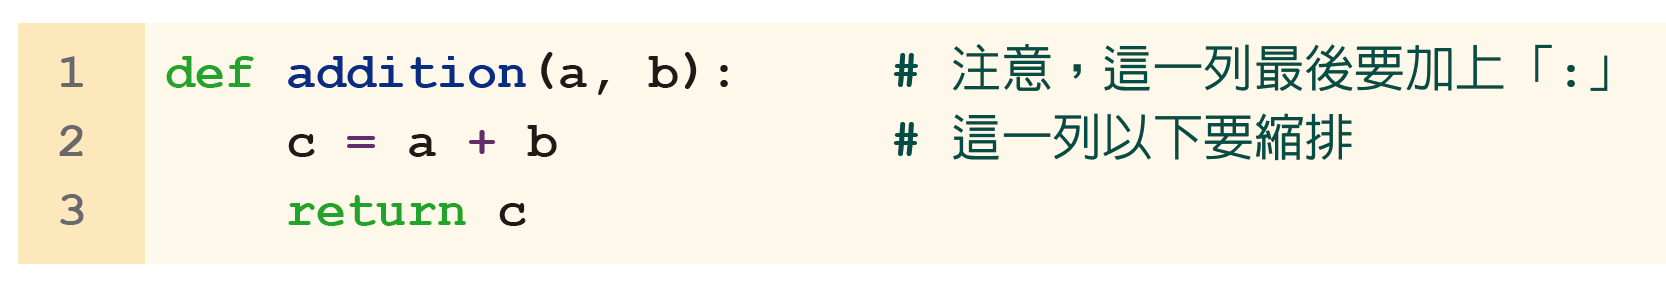 1 def addition(a, b): # 注意，這一列最後要加上「:」
2 c = a + b # 這一列以下要縮排
3 return c